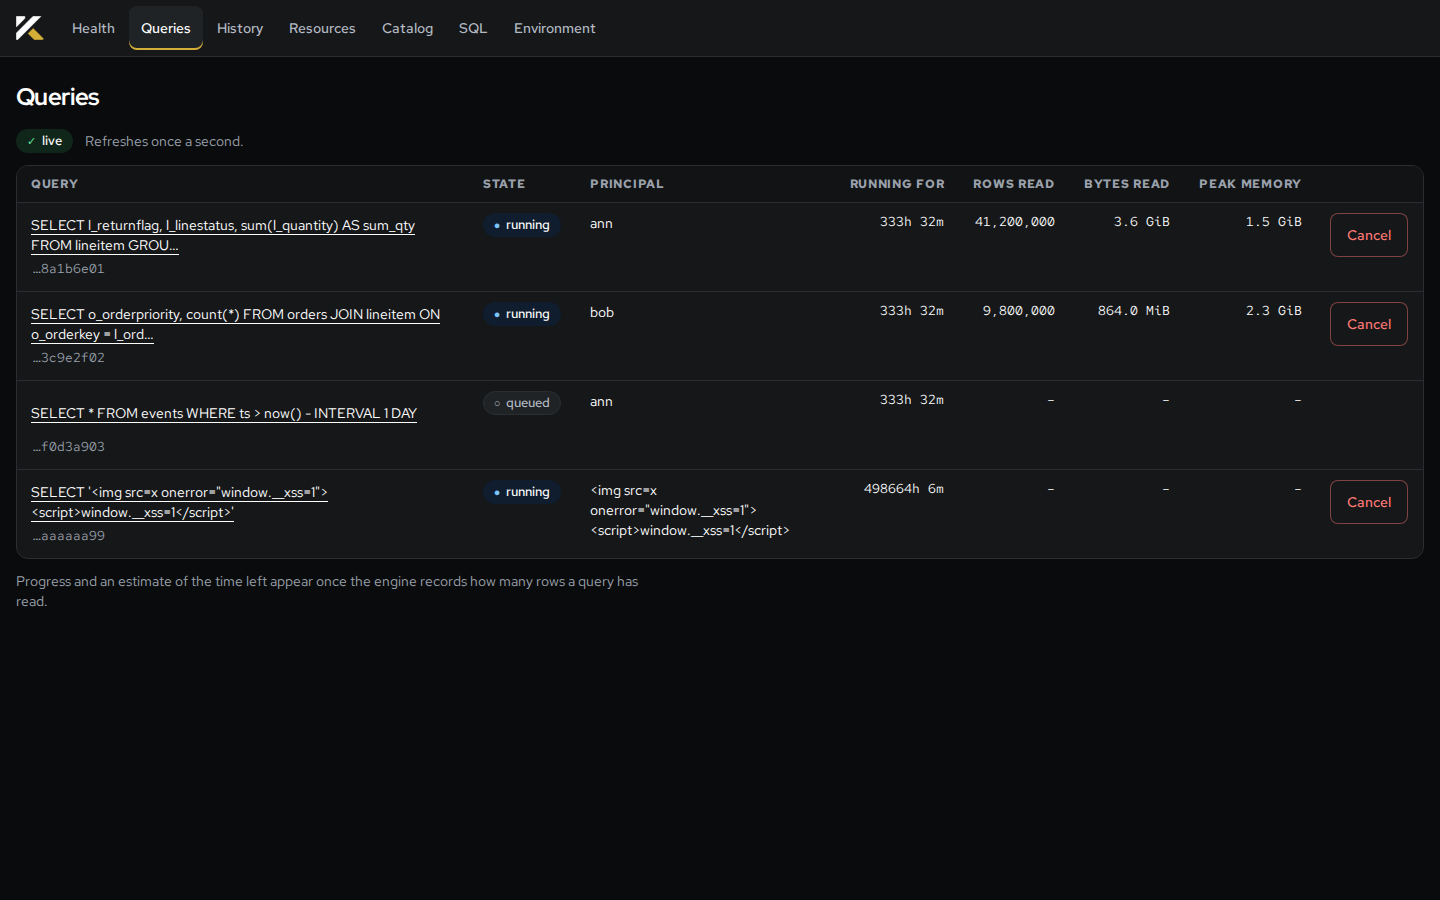 Health Queries History Resources Catalog SQL Environment
Queries
✓ live Refreshes once a second.
QUERY STATE PRINCIPAL RUNNING FOR ROWS READ BYTES READ PEAK MEMORY
SELECT l_returnflag, l_linestatus, sum(l_quantity) AS sum_qty
FROM lineitem GROU...
…8a1b6e01
running ann 333h 32m 41,200,000 3.6 GiB 1.5 GiB Cancel
SELECT o_orderpriority, count(*) FROM orders JOIN lineitem ON
o_orderkey = l_ord...
…3c9e2f02
running bob 333h 32m 9,800,000 864.0 MiB 2.3 GiB Cancel
SELECT * FROM events WHERE ts > now() - INTERVAL 1 DAY
…f0d3a903
queued ann 333h 32m – – –
SELECT '<img src=x onerror="window.__xss=1">
<script>window.__xss=1</script>'
…aaaaaa99
running
<img src=x
onerror="window.__xss=1">
<script>window.__xss=1</script>
498664h 6m – – – Cancel
Progress and an estimate of the time left appear once the engine records how many rows a query has
read.